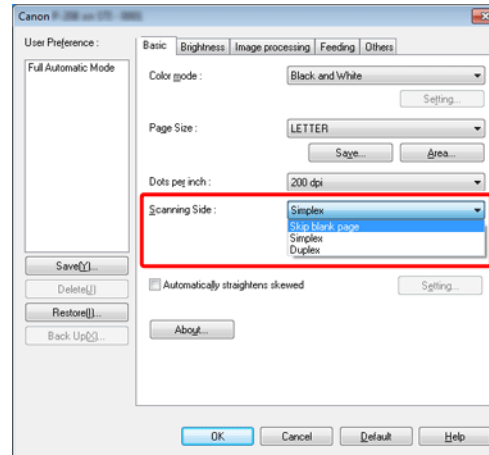 Canon
User Preference :
Full Automatic Mode
Save(Y)...
Delete(J)
Restore(I)...
Back Up(X)...
Basic Brightness Image processing Feeding Others
Color mode : Black and White
Setting...
Page Size : LETTER
Save... Area...
Dots per inch : 200 dpi
Scanning Side : Simplex
Skip blank page
Simplex
Duplex
Automatically straightens skewed Setting...
About...
OK Cancel Default Help